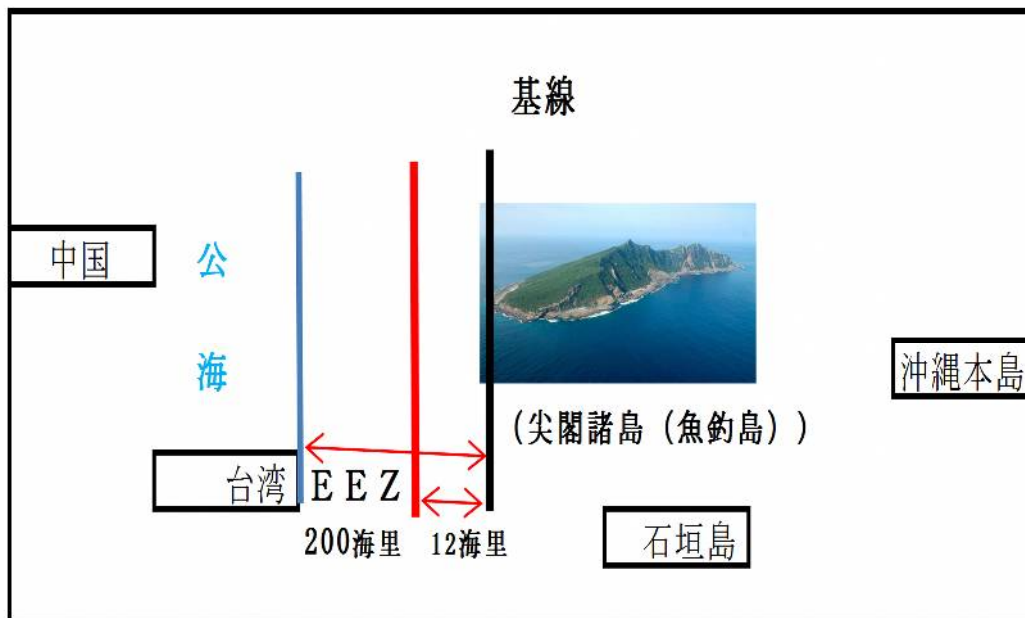 基線
中国
公
海
沖縄本島
(尖閣諸島（魚釣島）)
台湾
ＥＥＺ
石垣島
200海里
12海里